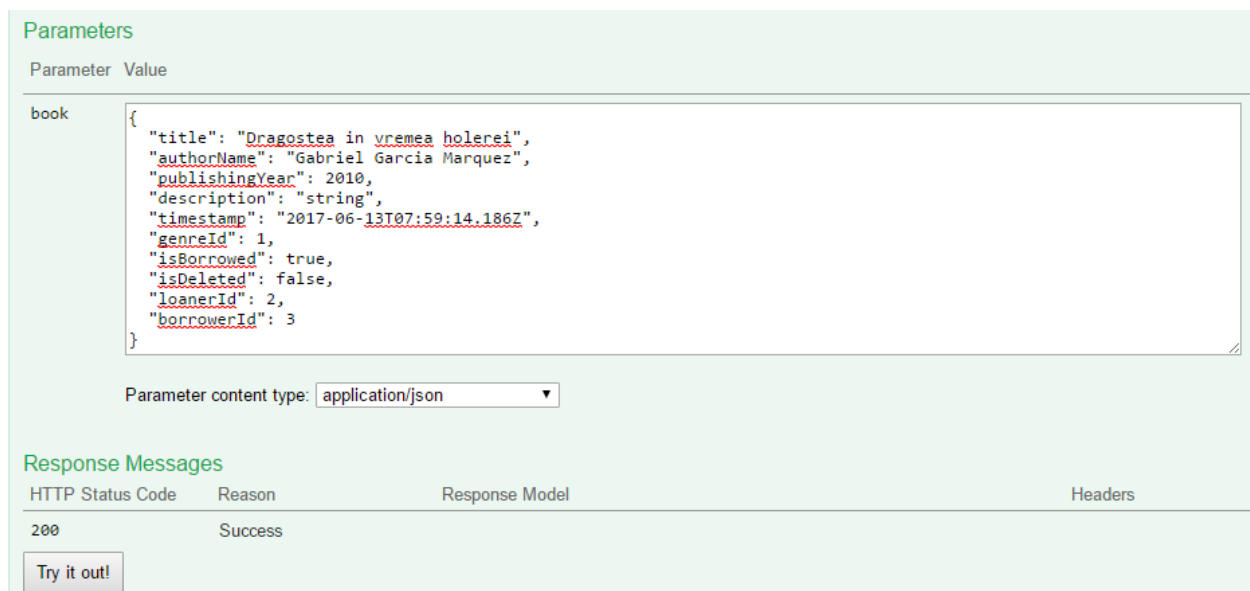 Parameters
Parameter Value
book
{
  "title": "Dragostea in vremea holerei",
  "authorName": "Gabriel Garcia Marquez",
  "publishingYear": 2010,
  "description": "string",
  "timestamp": "2017-06-13T07:59:14.186Z",
  "genreId": 1,
  "isBorrowed": true,
  "isDeleted": false,
  "loanerId": 2,
  "borrowerId": 3
}
Parameter content type: application/json
Response Messages
HTTP Status Code Reason Response Model Headers
200 Success
Try it out!